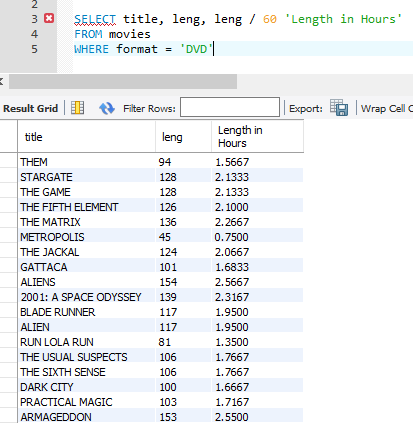 2
3 SELECT title, leng, leng / 60 'Length in Hours'
4 FROM movies
5 WHERE format = 'DVD'
Result Grid Filter Rows: Export: Wrap Cell C
title leng Length in
Hours
THEM 94 1.5667
STARGATE 128 2.1333
THE GAME 128 2.1333
THE FIFTH ELEMENT 126 2.1000
THE MATRIX 136 2.2667
METROPOLIS 45 0.7500
THE JACKAL 124 2.0667
GATTACA 101 1.6833
ALIENS 154 2.5667
2001: A SPACE ODYSSEY 139 2.3167
BLADE RUNNER 117 1.9500
ALIEN 117 1.9500
RUN LOLA RUN 81 1.3500
THE USUAL SUSPECTS 106 1.7667
THE SIXTH SENSE 106 1.7667
DARK CITY 100 1.6667
PRACTICAL MAGIC 103 1.7167
ARMAGEDDON 153 2.5500